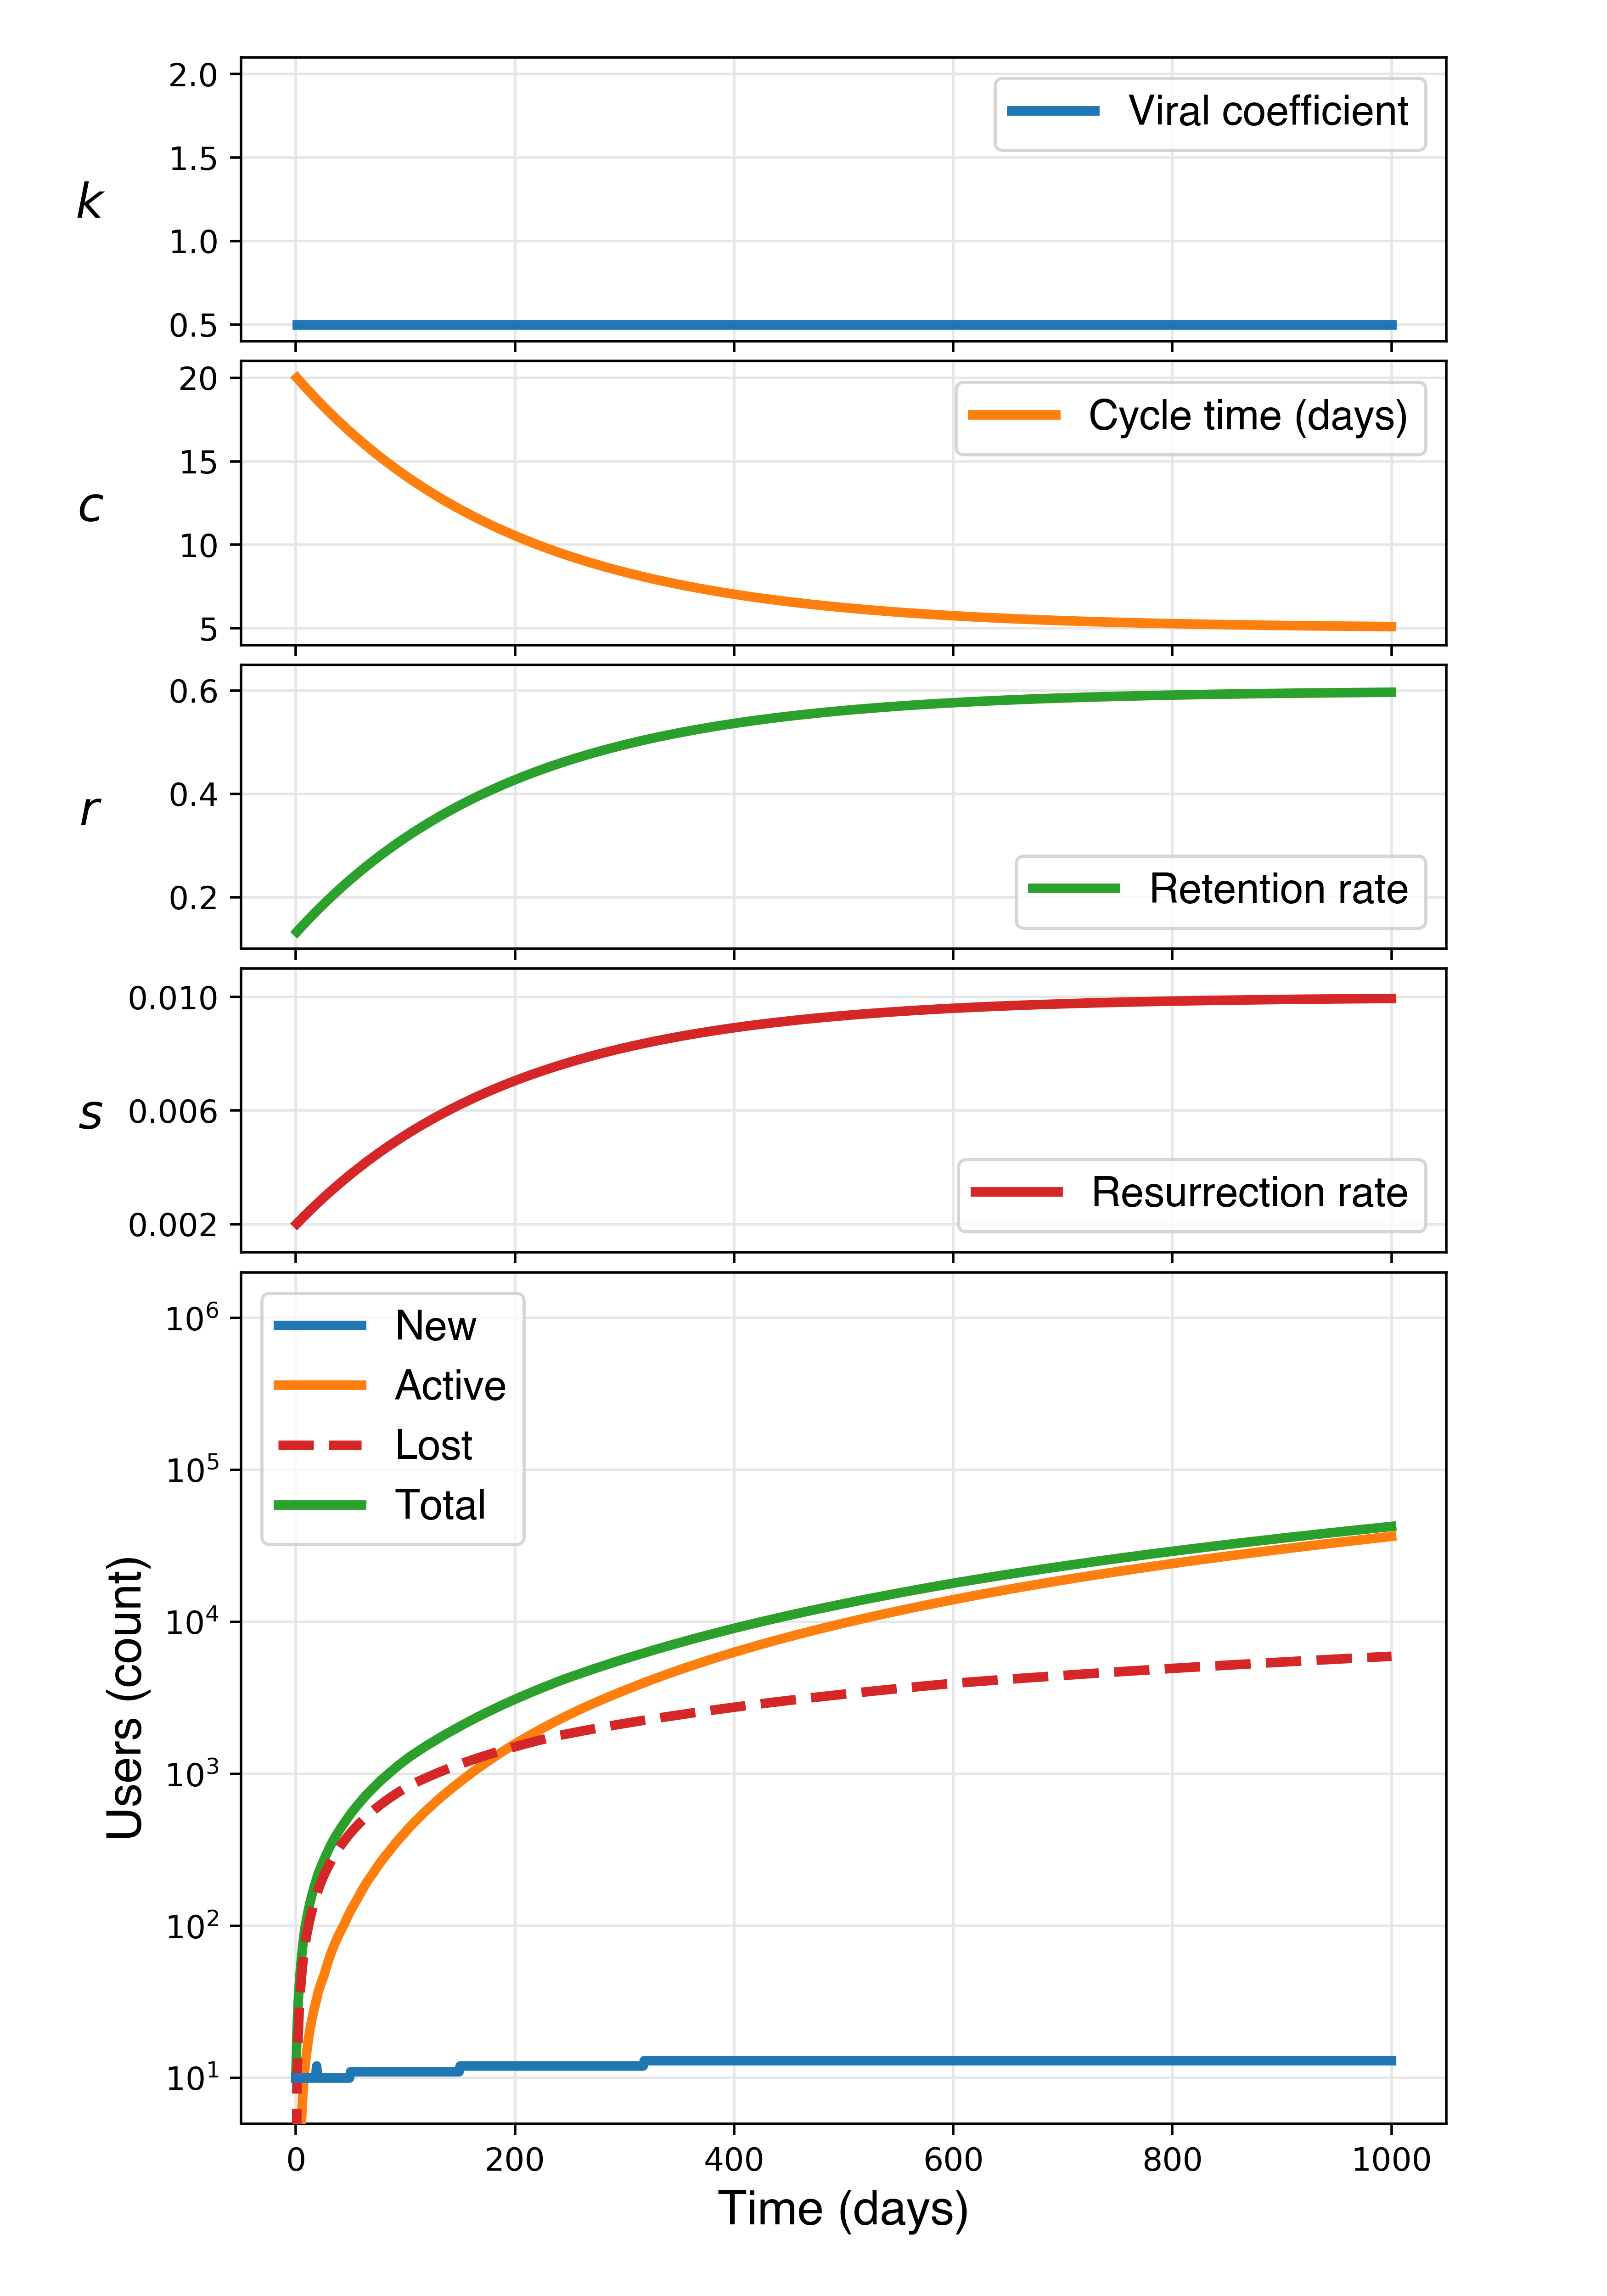 2.0
Viral coefficient
1.5
k
1.0
0.5
20
Cycle time (days)
15
c
10
5
0.6
r
0.4
Retention rate
0.2
0.010
s
0.006
Resurrection rate
0.002
New
10⁶
Active
Lost
10⁵
Total
Users (count)
10⁴
10³
10²
10¹
0 200 400 600 800 1000
Time (days)